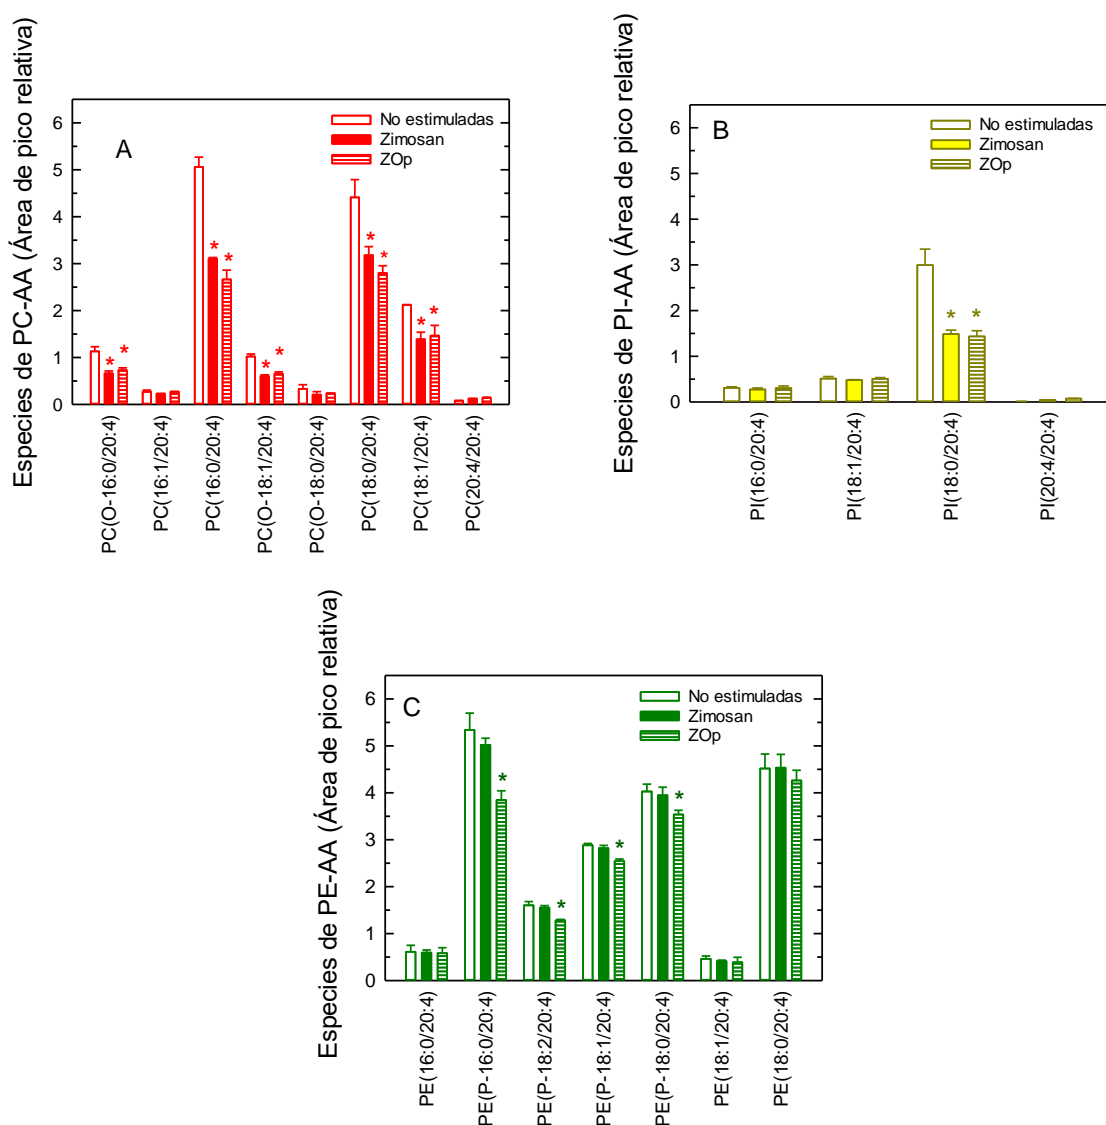 Especies de PC-AA (Área de pico relativa)
A
No estimuladas
Zimosan
ZOp
6
5
4
3
2
1
0
*
*
*
*
*
*
*
*
*
*
PC(O-16:0/20:4)
PC(16:1/20:4)
PC(16:0/20:4)
PC(O-18:1/20:4)
PC(O-18:0/20:4)
PC(18:0/20:4)
PC(18:1/20:4)
PC(20:4/20:4)
Especies de PI-AA (Área de pico relativa)
B
No estimuladas
Zimosan
ZOp
6
5
4
3
2
1
0
*
*
PI(16:0/20:4)
PI(18:1/20:4)
PI(18:0/20:4)
PI(20:4/20:4)
Especies de PE-AA (Área de pico relativa)
C
No estimuladas
Zimosan
ZOp
6
5
4
3
2
1
0
*
*
*
*
PE(16:0/20:4)
PE(P-16:0/20:4)
PE(P-18:2/20:4)
PE(P-18:1/20:4)
PE(P-18:0/20:4)
PE(18:1/20:4)
PE(18:0/20:4)